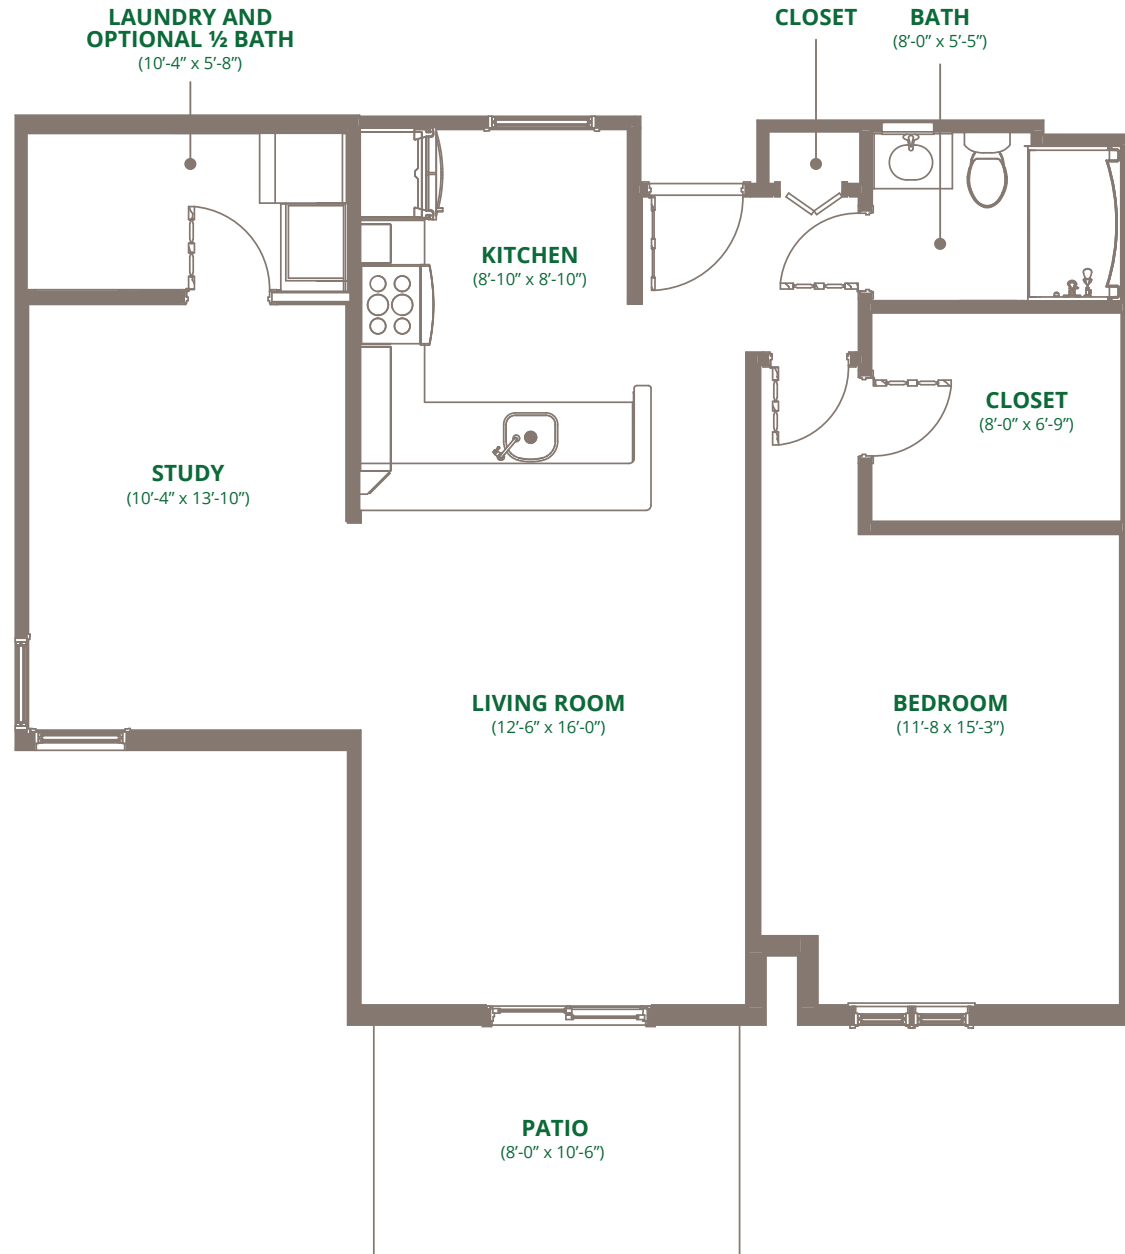 LAUNDRY AND
OPTIONAL ½ BATH
(10’-4” x 5’-8”)
CLOSET
BATH
(8’-0” x 5’-5”)
KITCHEN
(8’-10” x 8’-10”)
CLOSET
(8’-0” x 6’-9”)
STUDY
(10’-4” x 13’-10”)
LIVING ROOM
(12’-6” x 16’-0”)
BEDROOM
(11’-8 x 15’-3”)
PATIO
(8’-0” x 10’-6”)